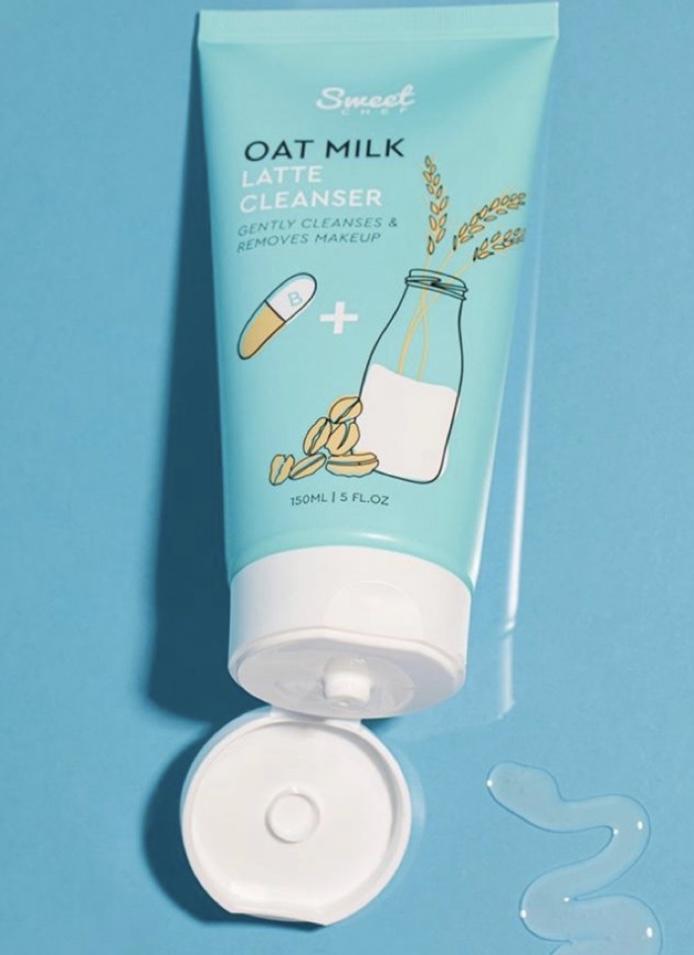 Sweet
CHEF
OAT MILK
LATTE
CLEANSER
GENTLY CLEANSES &
REMOVES MAKEUP
B
+
150ML | 5 FL.OZ